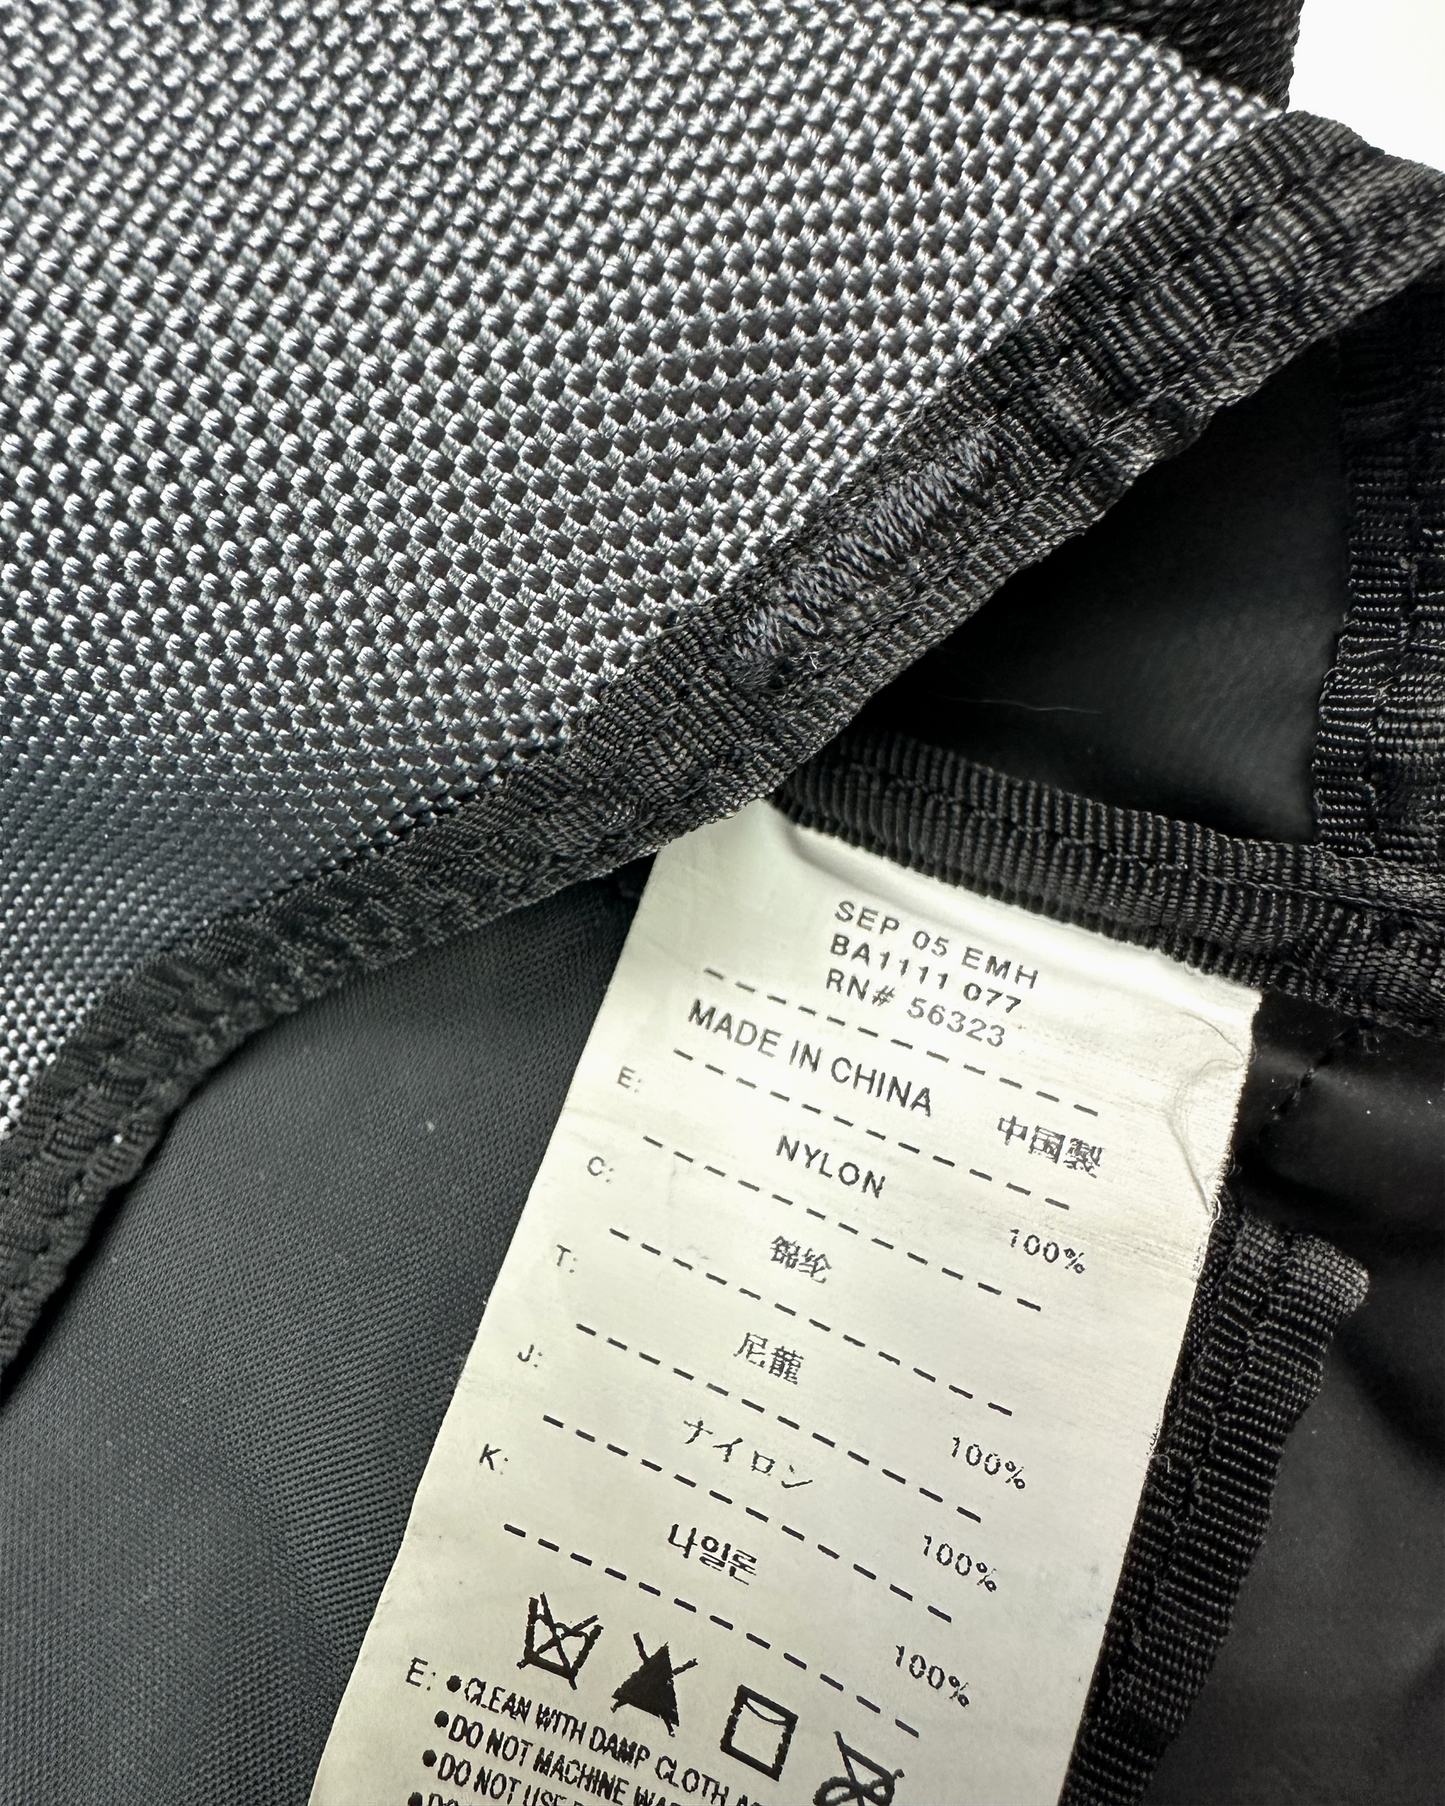 SEP 05 EMH
BA1111 077
RN# 56323
MADE IN CHINA 中国製
E: NYLON 100%
C: 锦纶
T: 尼龍 100%
J: ナイロン 100%
K: 나일론 100%
E: •CLEAN WITH DAMP CLOTH
•DO NOT MACHINE
•DO NOT USE